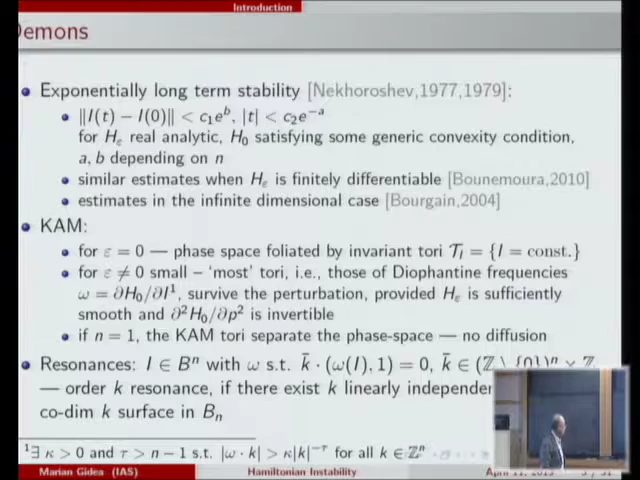 Introduction
Demons
Exponentially long term stability [Nekhoroshev,1977,1979]:
‖I(t) − I(0)‖ < c₁e^b, |t| < c₂e^−a
for H_ε real analytic, H₀ satisfying some generic convexity condition,
a, b depending on n
similar estimates when H_ε is finitely differentiable [Bounemoura,2010]
estimates in the infinite dimensional case [Bourgain,2004]
KAM:
for ε = 0 — phase space foliated by invariant tori 𝒯_I = {I = const.}
for ε ≠ 0 small – 'most' tori, i.e., those of Diophantine frequencies
ω = ∂H₀/∂I¹, survive the perturbation, provided H_ε is sufficiently
smooth and ∂²H₀/∂p² is invertible
if n = 1, the KAM tori separate the phase-space — no diffusion
Resonances: I ∈ Bⁿ with ω s.t. k̄ · (ω(I), 1) = 0, k̄ ∈ (ℤ \ {0})ⁿ × ℤ
— order k resonance, if there exist k linearly independen
co-dim k surface in B_n
¹∃ κ > 0 and τ > n − 1 s.t. |ω · k| > κ|k|^−τ for all k ∈ ℤⁿ
Marian Gidea (IAS) Hamiltonian Instability April 11,